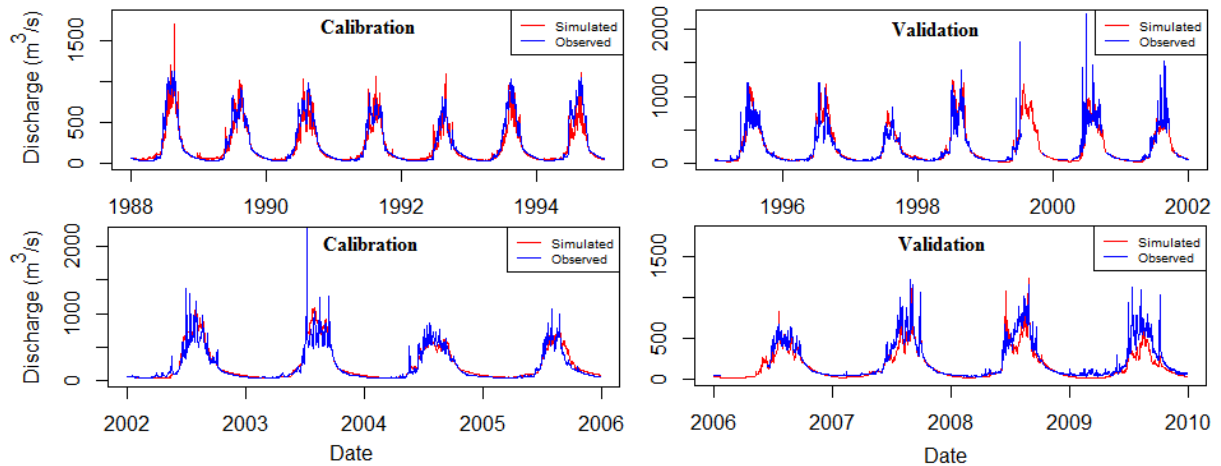 Calibration
Simulated
Observed
Discharge (m³/s)
1500
500
0
1988
1990
1992
1994
Validation
Simulated
Observed
2000
1000
0
1996
1998
2000
2002
Calibration
Simulated
Observed
Discharge (m³/s)
2000
1000
0
2002
2003
2004
2005
2006
Date
Validation
Simulated
Observed
1500
500
0
2006
2007
2008
2009
2010
Date